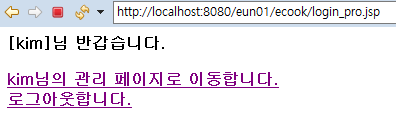 http://localhost:8080/eun01/ecook/login_pro.jsp
[kim]님 반갑습니다.
kim님의 관리 페이지로 이동합니다.
로그아웃합니다.